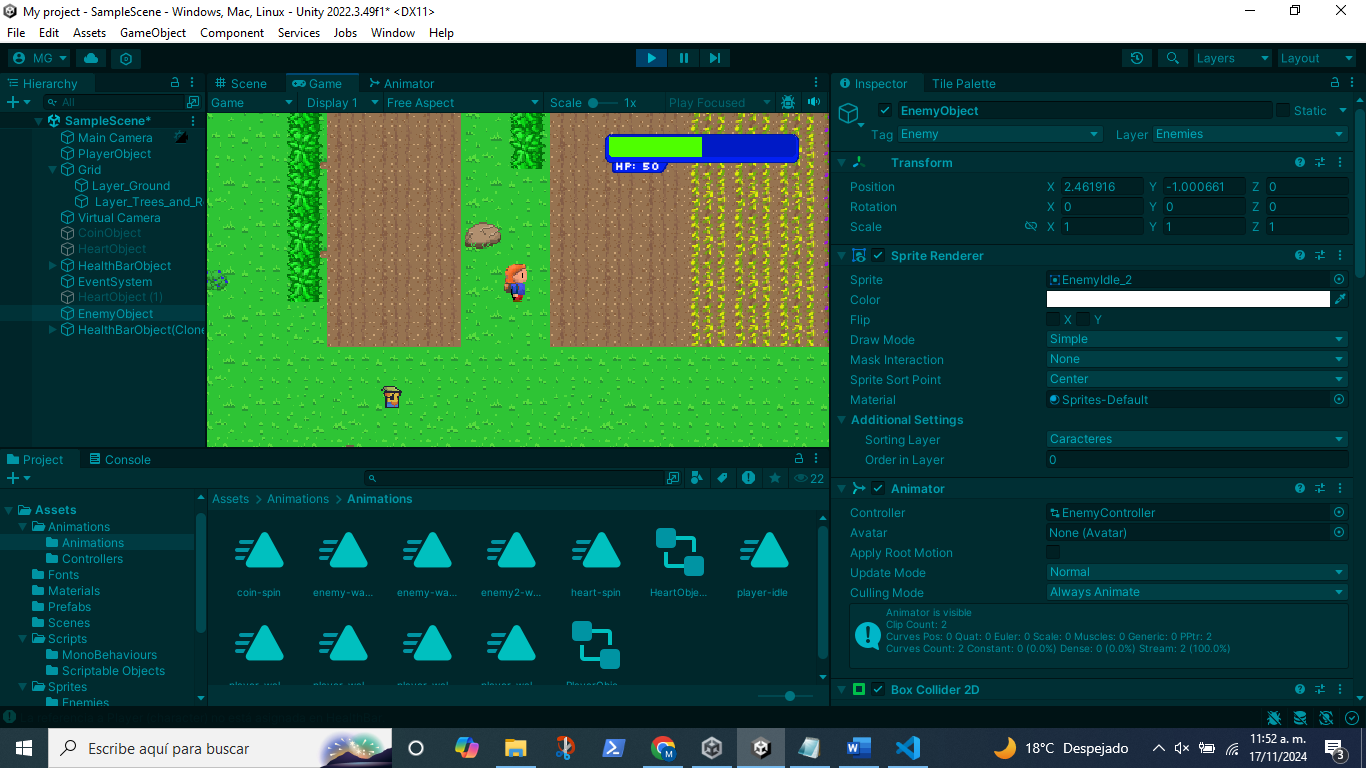 My project - SampleScene - Windows, Mac, Linux - Unity 2022.3.49f1* <DX11>
File Edit Assets GameObject Component Services Jobs Window Help
MG Layers Layout
Hierarchy
All
SampleScene*
Main Camera
PlayerObject
Grid
Layer_Ground
Layer_Trees_and_R
Virtual Camera
CoinObject
HeartObject
HealthBarObject
EventSystem
HeartObject (1)
EnemyObject
HealthBarObject(Clone
Scene Game Animator
Game Display 1 Free Aspect Scale 1x Play Focused
HP: 50
Inspector Tile Palette
EnemyObject Static
Tag Enemy Layer Enemies
Transform
Position X 2.461916 Y -1.000661 Z 0
Rotation X 0 Y 0 Z 0
Scale X 1 Y 1 Z 1
Sprite Renderer
Sprite EnemyIdle_2
Color
Flip X Y
Draw Mode Simple
Mask Interaction None
Sprite Sort Point Center
Material Sprites-Default
Additional Settings
Sorting Layer Caracteres
Order in Layer 0
Animator
Controller EnemyController
Avatar None (Avatar)
Apply Root Motion
Update Mode Normal
Culling Mode Always Animate
Animator is visible
Clip Count: 2
Curves Pos: 0 Quat: 0 Euler: 0 Scale: 0 Muscles: 0 Generic: 0 PPtr: 2
Curves Count: 2 Constant: 0 (0.0%) Dense: 0 (0.0%) Stream: 2 (100.0%)
Box Collider 2D
Project Console
22
Assets
Animations
Animations
Controllers
Fonts
Materials
Prefabs
Scenes
Scripts
MonoBehaviours
Scriptable Objects
Sprites
Enemies
Assets > Animations > Animations
coin-spin enemy-wa... enemy-wa... enemy2-w... heart-spin HeartObje... player-idle
player-wal... player-wal... player-wal... player-wal... PlayerObje...
Escribe aquí para buscar
18°C Despejado
11:52 a. m.
17/11/2024
3